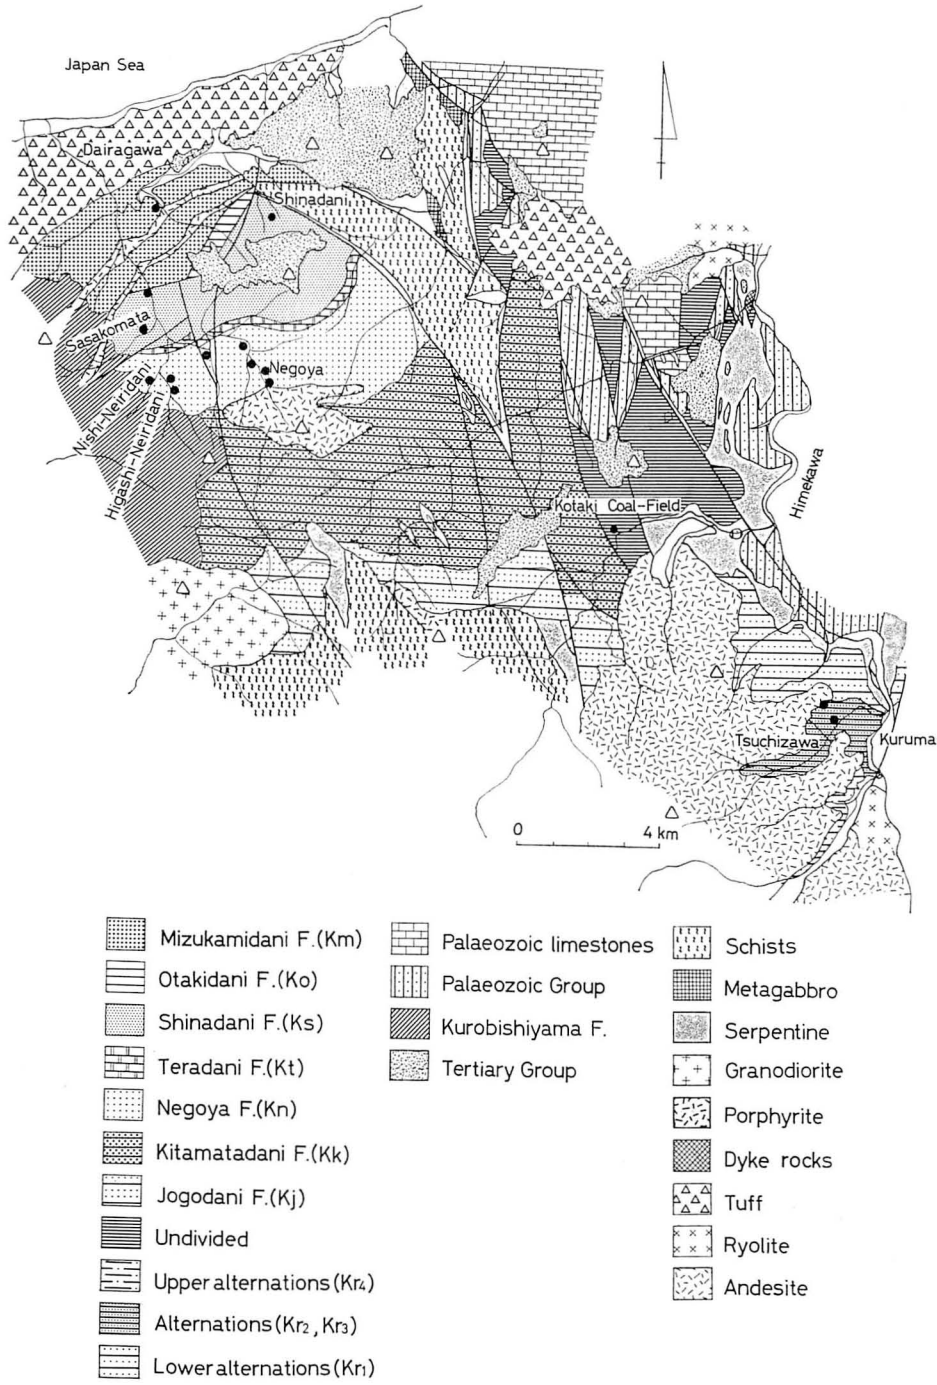 Japan Sea
Dairagawa
Shinadani
Sasakomata
Negoya
Nishi-Neiridani
Higashi-Neiridani
Himekawa
Kotaki Coal-Field
Tsuchizawa
Kuruma
0 4 km
Mizukamidani F.(Km)
Otakidani F.(Ko)
Shinadani F.(Ks)
Teradani F.(Kt)
Negoya F.(Kn)
Kitamatadani F.(Kk)
Jogodani F.(Kj)
Undivided
Upper alternations(Kr4)
Alternations(Kr2, Kr3)
Lower alternations(Kr1)
Palaeozoic limestones
Palaeozoic Group
Kurobishiyama F.
Tertiary Group
Schists
Metagabbro
Serpentine
Granodiorite
Porphyrite
Dyke rocks
Tuff
Ryolite
Andesite